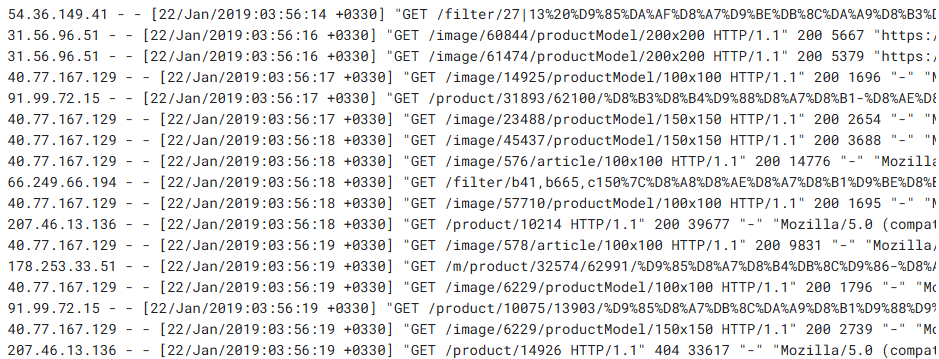 54.36.149.41 - - [22/Jan/2019:03:56:14 +0330] "GET /filter/27|13%20%D9%85%DA%AF%D8%A7%D9%BE%DB%8C%DA%A9%D8%B3%D
31.56.96.51 - - [22/Jan/2019:03:56:16 +0330] "GET /image/60844/productModel/200x200 HTTP/1.1" 200 5667 "https:/
31.56.96.51 - - [22/Jan/2019:03:56:16 +0330] "GET /image/61474/productModel/200x200 HTTP/1.1" 200 5379 "https:/
40.77.167.129 - - [22/Jan/2019:03:56:17 +0330] "GET /image/14925/productModel/100x100 HTTP/1.1" 200 1696 "-" "M
91.99.72.15 - - [22/Jan/2019:03:56:17 +0330] "GET /product/31893/62100/%D8%B3%D8%B4%D9%88%D8%A7%D8%B1-%D8%AE%D8
40.77.167.129 - - [22/Jan/2019:03:56:17 +0330] "GET /image/23488/productModel/150x150 HTTP/1.1" 200 2654 "-" "M
40.77.167.129 - - [22/Jan/2019:03:56:18 +0330] "GET /image/45437/productModel/150x150 HTTP/1.1" 200 3688 "-" "M
40.77.167.129 - - [22/Jan/2019:03:56:18 +0330] "GET /image/576/article/100x100 HTTP/1.1" 200 14776 "-" "Mozilla
66.249.66.194 - - [22/Jan/2019:03:56:18 +0330] "GET /filter/b41,b665,c150%7C%D8%A8%D8%AE%D8%A7%D8%B1%D9%BE%D8%B
40.77.167.129 - - [22/Jan/2019:03:56:18 +0330] "GET /image/57710/productModel/100x100 HTTP/1.1" 200 1695 "-" "M
207.46.13.136 - - [22/Jan/2019:03:56:18 +0330] "GET /product/10214 HTTP/1.1" 200 39677 "-" "Mozilla/5.0 (compat
40.77.167.129 - - [22/Jan/2019:03:56:19 +0330] "GET /image/578/article/100x100 HTTP/1.1" 200 9831 "-" "Mozilla/
178.253.33.51 - - [22/Jan/2019:03:56:19 +0330] "GET /m/product/32574/62991/%D9%85%D8%A7%D8%B4%DB%8C%D9%86-%D8%A
40.77.167.129 - - [22/Jan/2019:03:56:19 +0330] "GET /image/6229/productModel/100x100 HTTP/1.1" 200 1796 "-" "Mo
91.99.72.15 - - [22/Jan/2019:03:56:19 +0330] "GET /product/10075/13903/%D9%85%D8%A7%DB%8C%DA%A9%D8%B1%D9%88%D9%
40.77.167.129 - - [22/Jan/2019:03:56:19 +0330] "GET /image/6229/productModel/150x150 HTTP/1.1" 200 2739 "-" "Mo
207.46.13.136 - - [22/Jan/2019:03:56:19 +0330] "GET /product/14926 HTTP/1.1" 404 33617 "-" "Mozilla/5.0 (compat